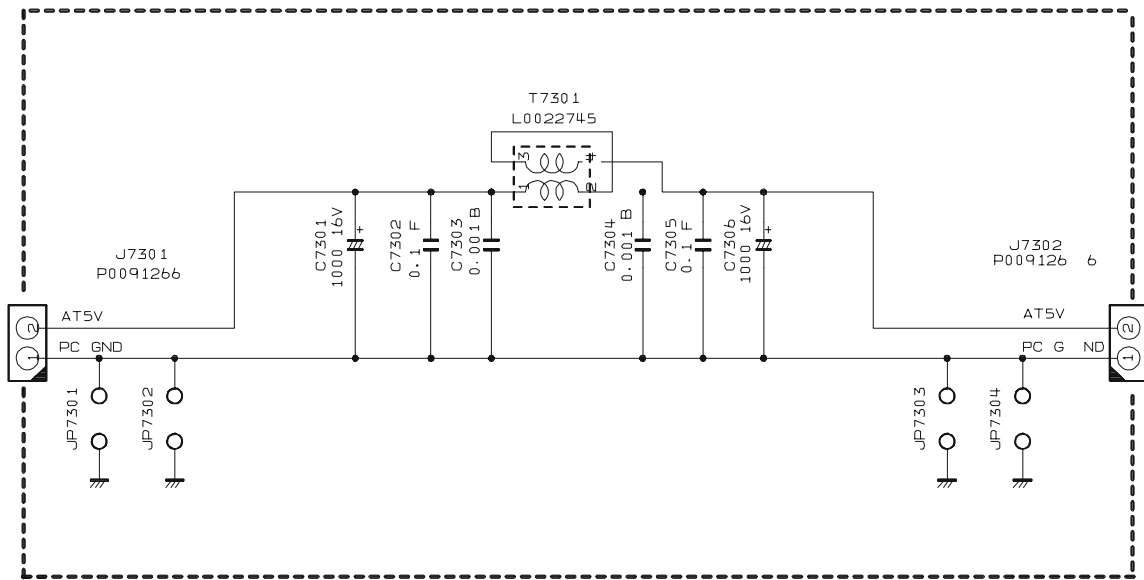 T7301
L0022745
3
4
1
2
C7301
1000 16V
+
C7302
0.1 F
C7303
0.001 B
C7304
0.001 B
C7305
0.1 F
C7306
1000 16V
+
J7301
P0091266
J7302
P009126 6
2
AT5V
AT5V
2
1
PC GND
PC G ND
1
JP7301
JP7302
JP7303
JP7304